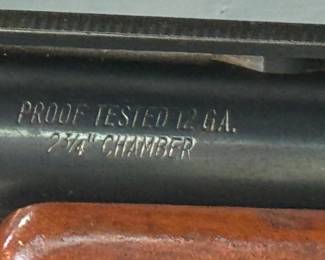 PROOF TESTED 12 GA.
2 3/4" CHAMBER